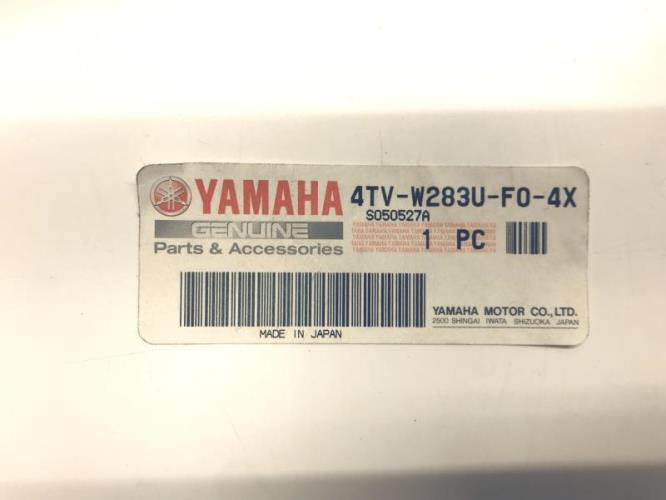 YAMAHA 4TV-W283U-F0-4X
S050527A
GENUINE
Parts & Accessories
1 PC
YAMAHA MOTOR CO.,LTD.
2500 SHINGAI IWATA SHIZUOKA JAPAN
MADE IN JAPAN